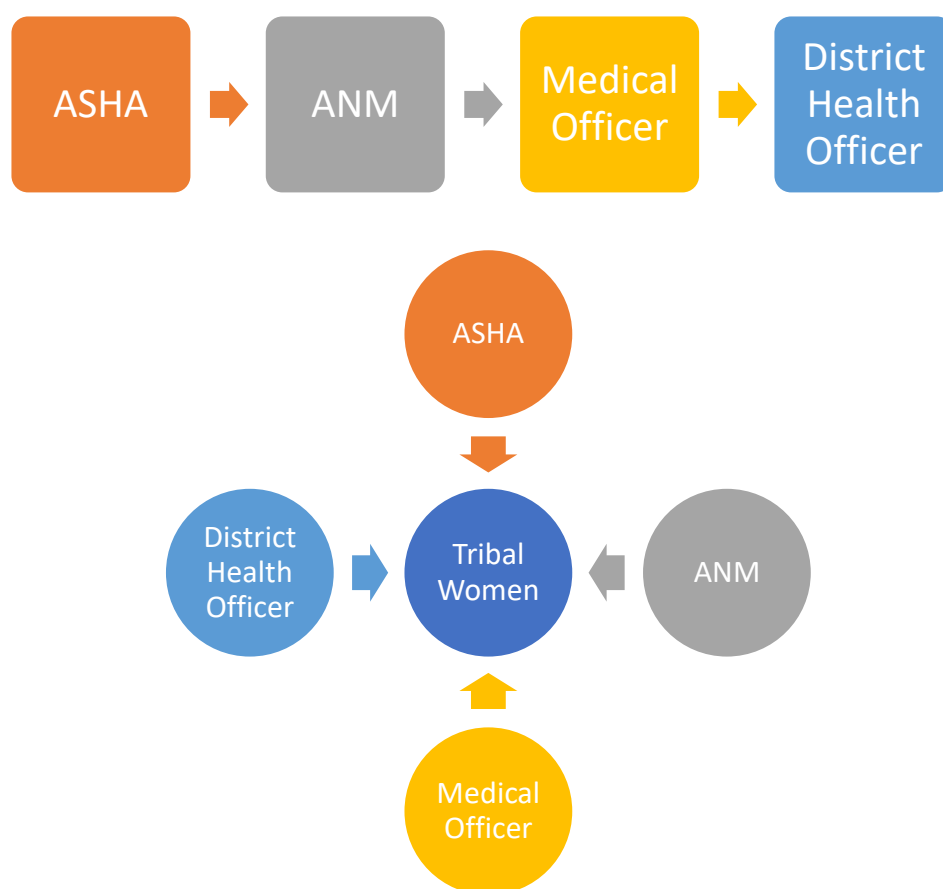 ASHA
ANM
Medical
Officer
District
Health
Officer
ASHA
District
Health
Officer
Tribal
Women
ANM
Medical
Officer